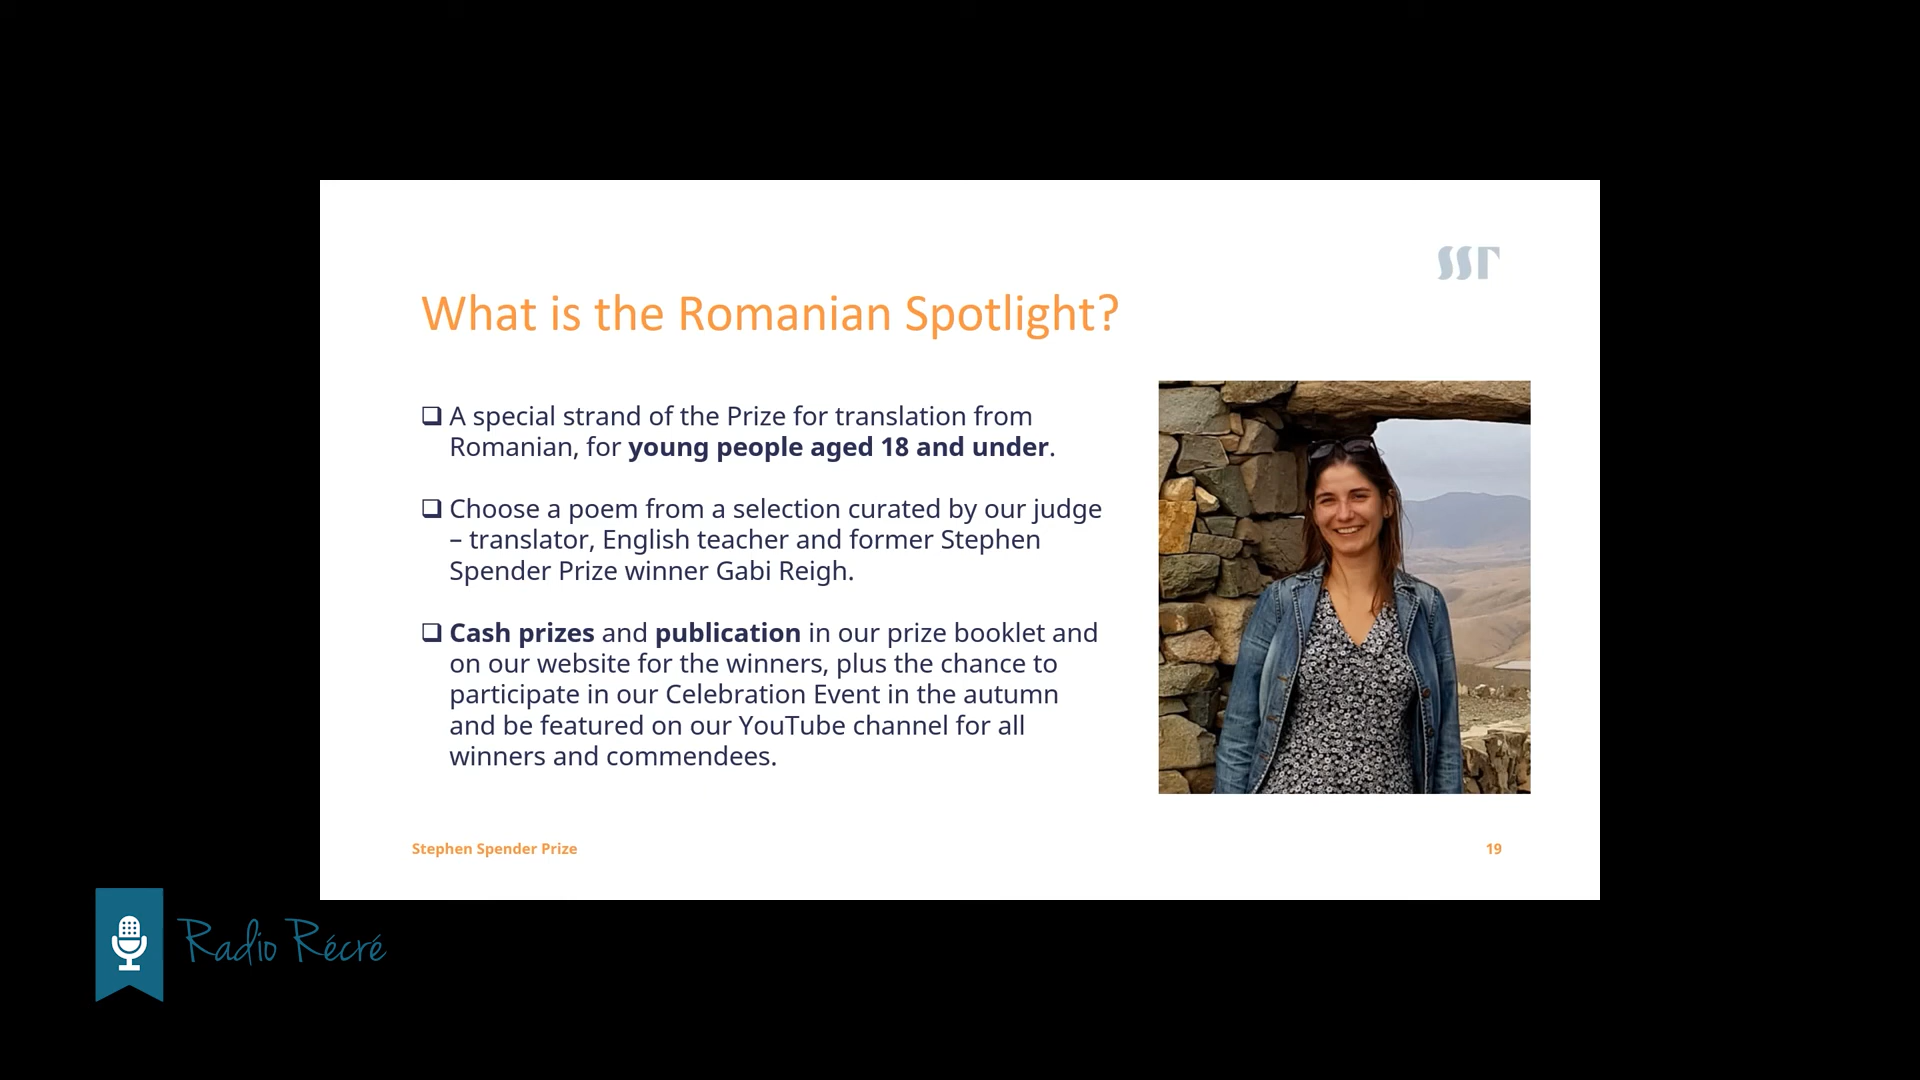 SST
What is the Romanian Spotlight?
A special strand of the Prize for translation from
Romanian, for young people aged 18 and under.
Choose a poem from a selection curated by our judge
– translator, English teacher and former Stephen
Spender Prize winner Gabi Reigh.
Cash prizes and publication in our prize booklet and
on our website for the winners, plus the chance to
participate in our Celebration Event in the autumn
and be featured on our YouTube channel for all
winners and commendees.
Stephen Spender Prize
19
Radio Récré